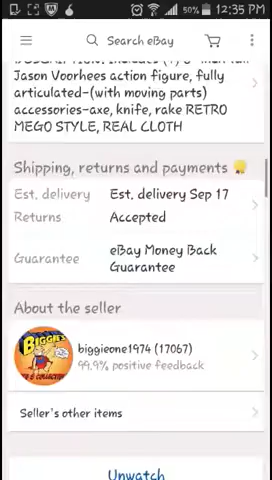 50% 12:35 PM
Search eBay
Jason Voorhees action figure, fully
articulated-(with moving parts)
accessories-axe, knife, rake RETRO
MEGO STYLE, REAL CLOTH
Shipping, returns and payments
Est. delivery Est. delivery Sep 17
Returns Accepted
Guarantee eBay Money Back
Guarantee
About the seller
BIGGIE'S
biggieone1974 (17067)
99.9% positive feedback
Seller's other items
Unwatch